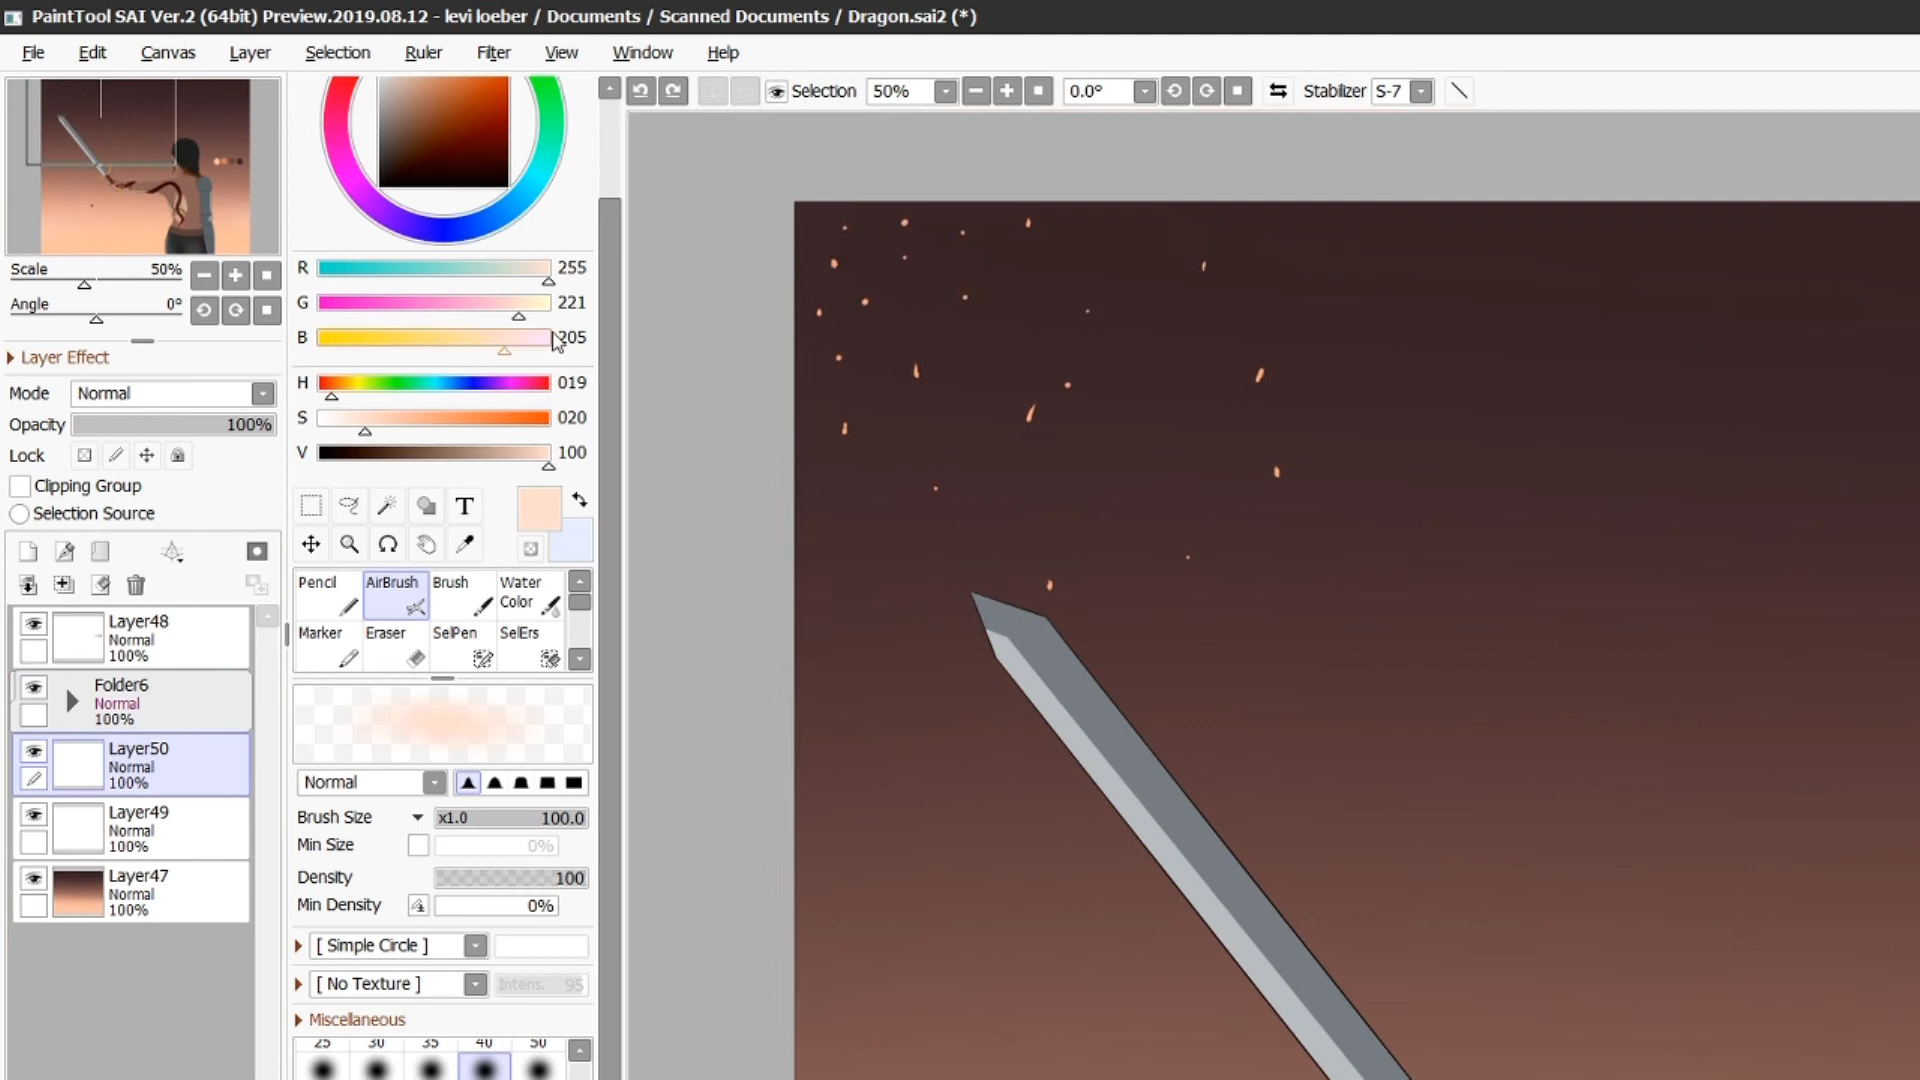 PaintTool SAI Ver.2 (64bit) Preview.2019.08.12 - levi loeber / Documents / Scanned Documents / Dragon.sai2 (*)
File Edit Canvas Layer Selection Ruler Filter View Window Help
Selection 50% 0.0° Stabilizer S-7
Scale 50%
Angle 0°
Layer Effect
Mode Normal
Opacity 100%
Lock
Clipping Group
Selection Source
Layer48
Normal
100%
Folder6
Normal
100%
Layer50
Normal
100%
Layer49
Normal
100%
Layer47
Normal
100%
R 255
G 221
B 205
H 019
S 020
V 100
T
Pencil AirBrush Brush Water Color
Marker Eraser SelPen SelErs
Normal
Brush Size x1.0 100.0
Min Size 0%
Density 100
Min Density 0%
[ Simple Circle ]
[ No Texture ] Intens. 95
Miscellaneous
25 30 35 40 50